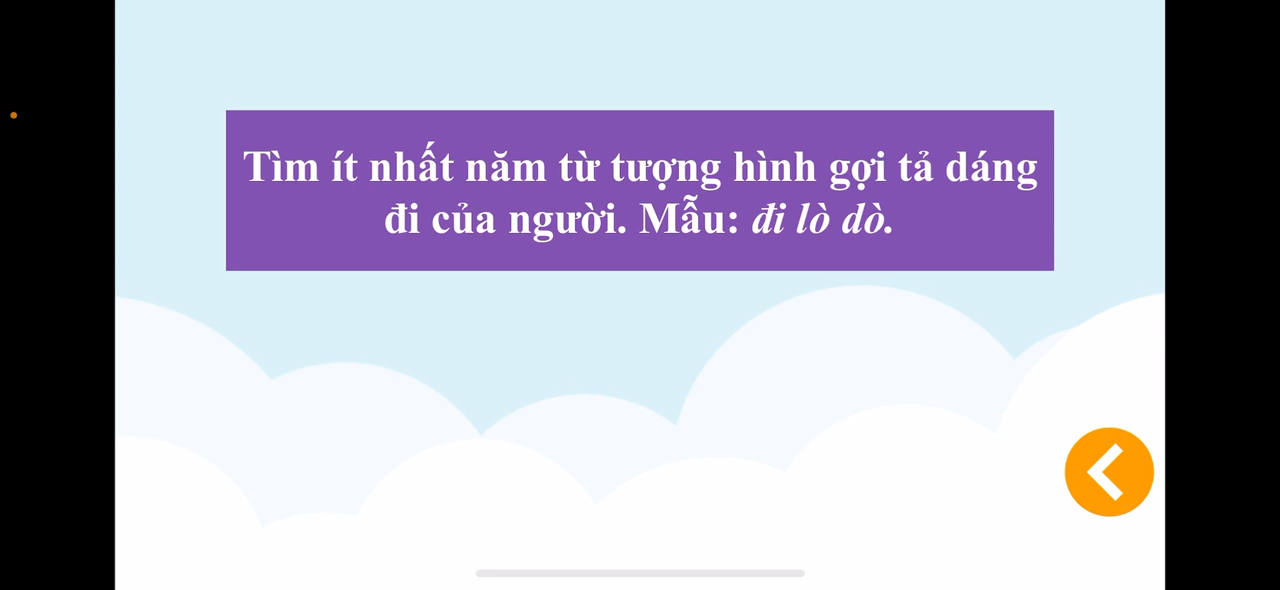 Tìm ít nhất năm từ tượng hình gợi tả dáng
đi của người. Mẫu: đi lò dò.